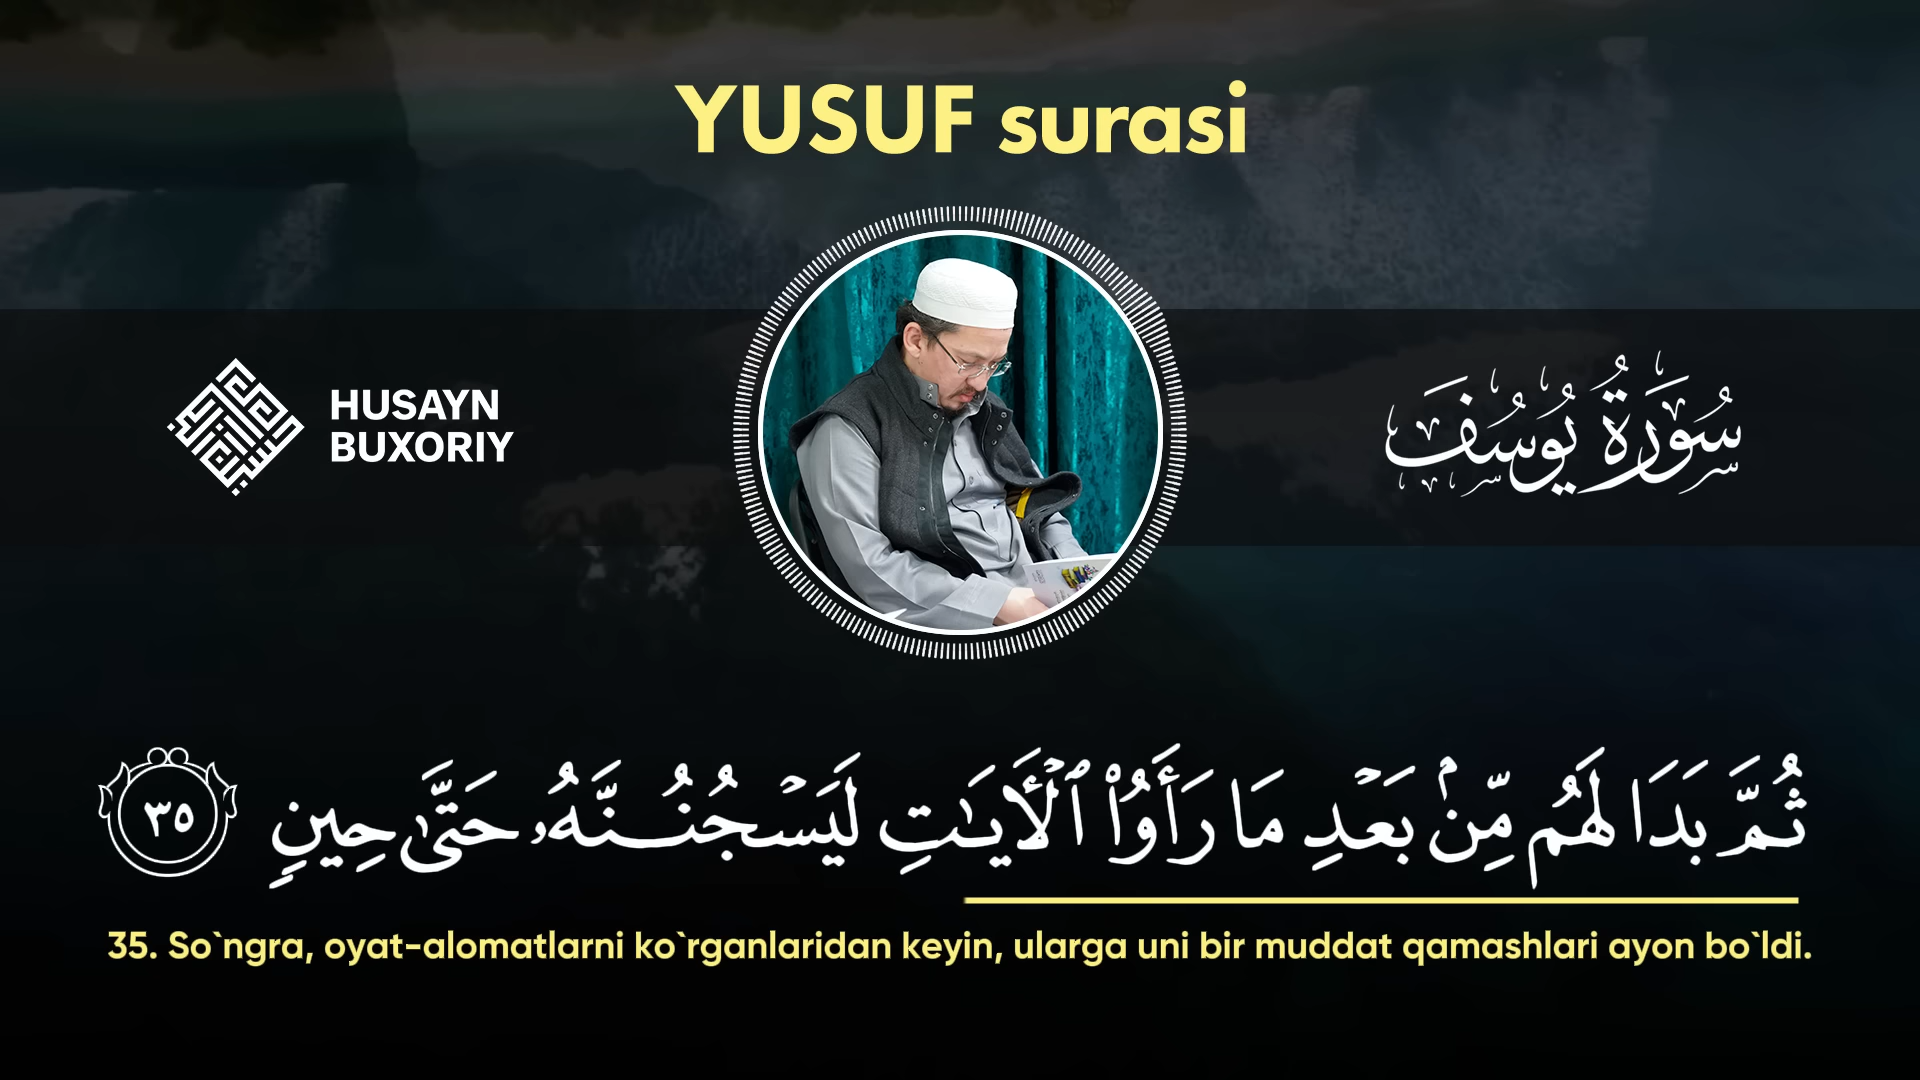 YUSUF surasi
HUSAYN
BUXORIY
سُورَةُ يُوسُفَ
ثُمَّ بَدَا لَهُم مِّنۢ بَعْدِ مَا رَأَوُا۟ ٱلْـَٔايَـٰتِ لَيَسْجُنُنَّهُۥ حَتَّىٰ حِينٍ ٣٥
35. So`ngra, oyat-alomatlarni ko`rganlaridan keyin, ularga uni bir muddat qamashlari ayon bo`ldi.